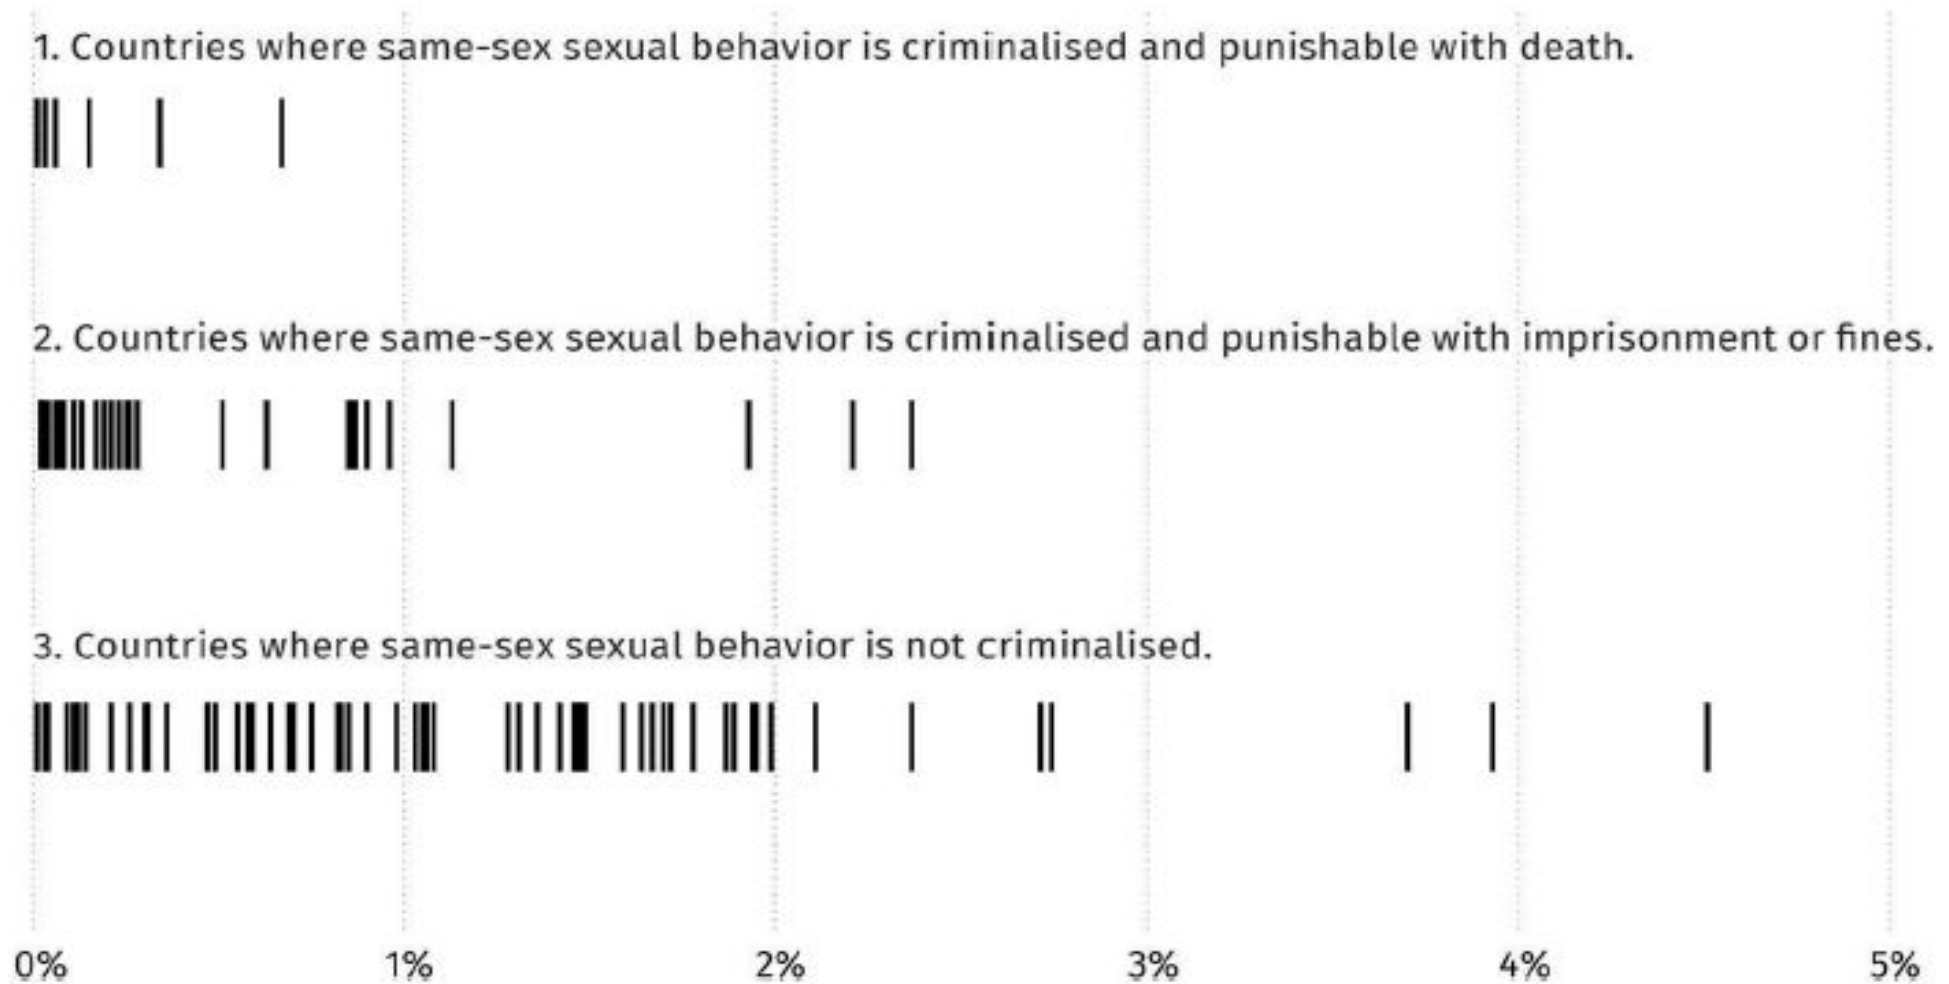 1. Countries where same-sex sexual behavior is criminalised and punishable with death.
2. Countries where same-sex sexual behavior is criminalised and punishable with imprisonment or fines.
3. Countries where same-sex sexual behavior is not criminalised.
0% 1% 2% 3% 4% 5%